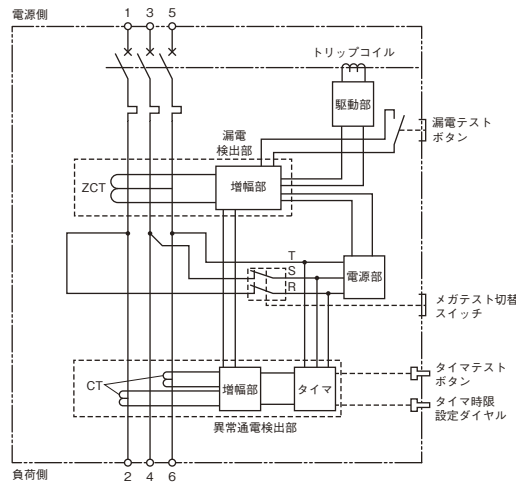 電源側
1 3 5
トリップコイル
駆動部
漏電テスト
ボタン
漏電
検出部
ZCT
増幅部
T
S
R
電源部
メガテスト切替
スイッチ
CT
増幅部
タイマ
タイマテスト
ボタン
タイマ時限
設定ダイヤル
異常通電検出部
負荷側
2 4 6